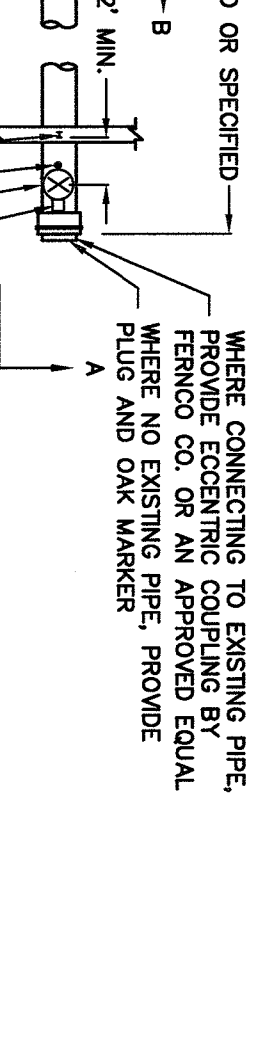 O OR SPECIFIED
B
2' MIN.
WHERE CONNECTING TO EXISTING PIPE,
PROVIDE ECCENTRIC COUPLING BY
FERNCO CO. OR AN APPROVED EQUAL
WHERE NO EXISTING PIPE, PROVIDE
PLUG AND OAK MARKER
A